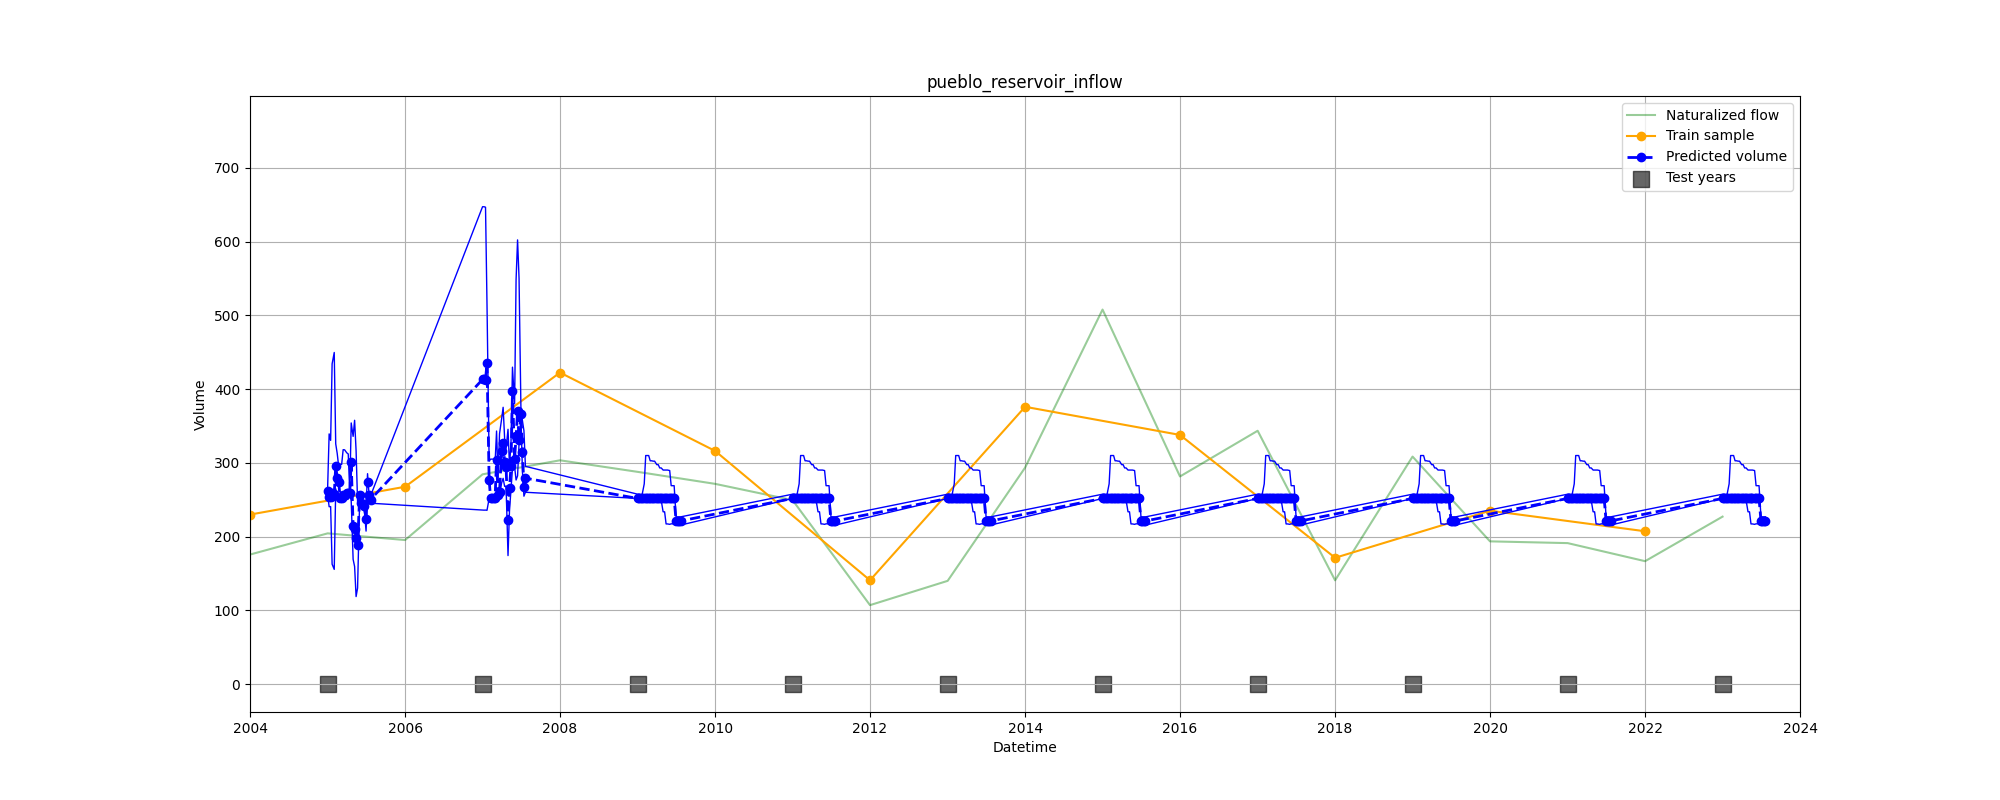 pueblo_reservoir_inflow
Naturalized flow
Train sample
Predicted volume
Test years
700
600
500
400
300
200
100
0
Volume
2004 2006 2008 2010 2012 2014 2016 2018 2020 2022 2024
Datetime